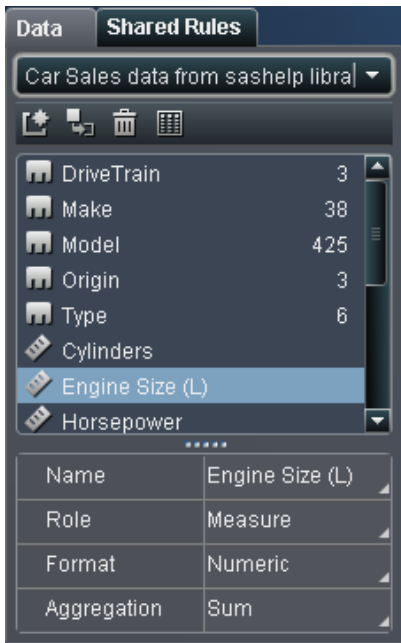 Data Shared Rules
Car Sales data from sashelp libra
DriveTrain 3
Make 38
Model 425
Origin 3
Type 6
Cylinders
Engine Size (L)
Horsepower
Name Engine Size (L)
Role Measure
Format Numeric
Aggregation Sum